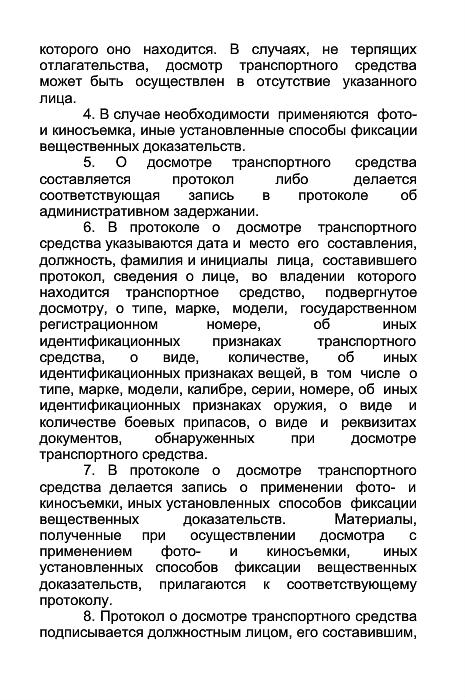 которого оно находится. В случаях, не терпящих
отлагательства, досмотр транспортного средства
может быть осуществлен в отсутствие указанного
лица.
4. В случае необходимости применяются фото-
и киносъемка, иные установленные способы фиксации
вещественных доказательств.
5. О досмотре транспортного средства
составляется протокол либо делается
соответствующая запись в протоколе об
административном задержании.
6. В протоколе о досмотре транспортного
средства указываются дата и место его составления,
должность, фамилия и инициалы лица, составившего
протокол, сведения о лице, во владении которого
находится транспортное средство, подвергнутое
досмотру, о типе, марке, модели, государственном
регистрационном номере, об иных
идентификационных признаках транспортного
средства, о виде, количестве, об иных
идентификационных признаках вещей, в том числе о
типе, марке, модели, калибре, серии, номере, об иных
идентификационных признаках оружия, о виде и
количестве боевых припасов, о виде и реквизитах
документов, обнаруженных при досмотре
транспортного средства.
7. В протоколе о досмотре транспортного
средства делается запись о применении фото- и
киносъемки, иных установленных способов фиксации
вещественных доказательств. Материалы,
полученные при осуществлении досмотра с
применением фото- и киносъемки, иных
установленных способов фиксации вещественных
доказательств, прилагаются к соответствующему
протоколу.
8. Протокол о досмотре транспортного средства
подписывается должностным лицом, его составившим,